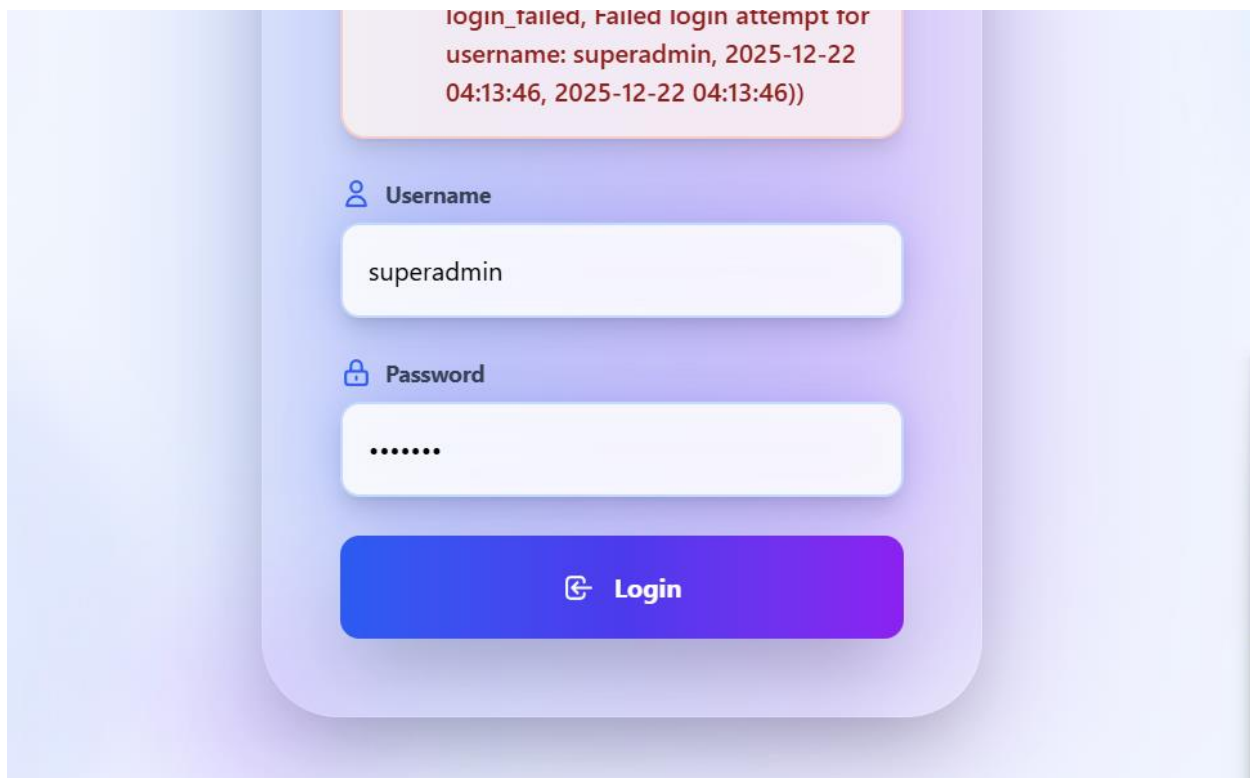 login_failed, Failed login attempt for
username: superadmin, 2025-12-22
04:13:46, 2025-12-22 04:13:46))
Username
superadmin
Password
•••••••
Login